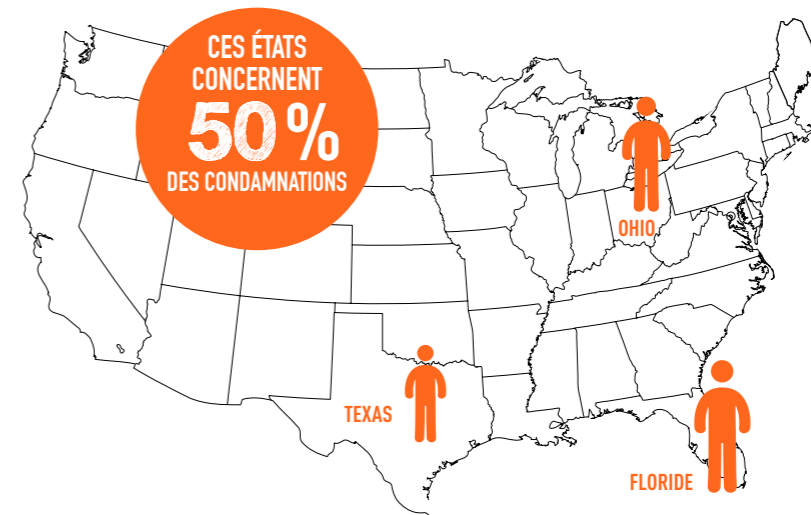 CES ÉTATS
CONCERNENT
50 %
DES CONDAMNATIONS
OHIO
TEXAS
FLORIDE